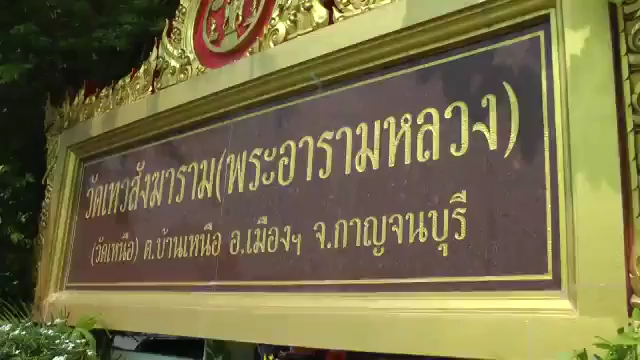 วัดเทวสังฆาราม(พระอารามหลวง)
(วัดเหนือ) ต.บ้านเหนือ อ.เมืองฯ จ.กาญจนบุรี